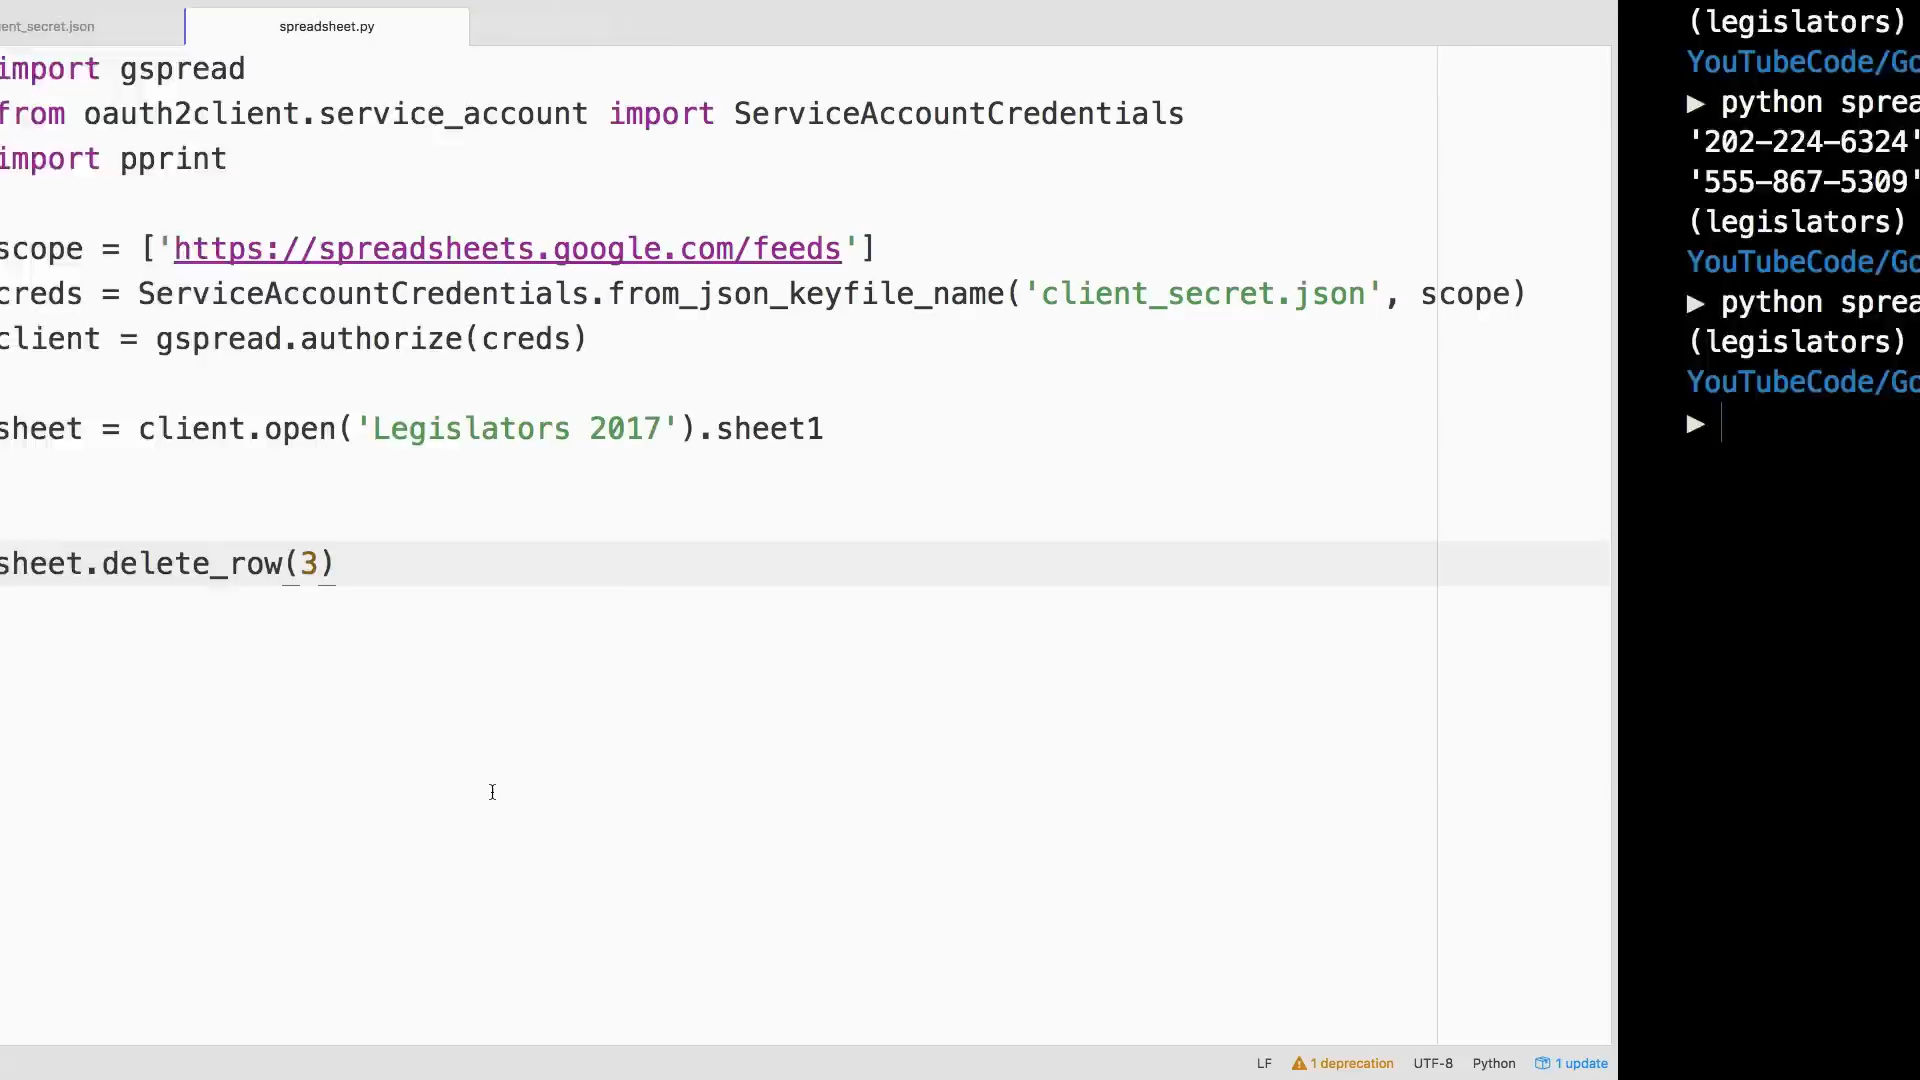 ent_secret.json
spreadsheet.py
import gspread
from oauth2client.service_account import ServiceAccountCredentials
import pprint
scope = ['https://spreadsheets.google.com/feeds']
creds = ServiceAccountCredentials.from_json_keyfile_name('client_secret.json', scope)
client = gspread.authorize(creds)
sheet = client.open('Legislators 2017').sheet1
sheet.delete_row(3)
LF 1 deprecation UTF-8 Python 1 update
(legislators)
YouTubeCode/Go
▶ python sprea
'202-224-6324'
'555-867-5309'
(legislators)
YouTubeCode/Go
▶ python sprea
(legislators)
YouTubeCode/Go
▶